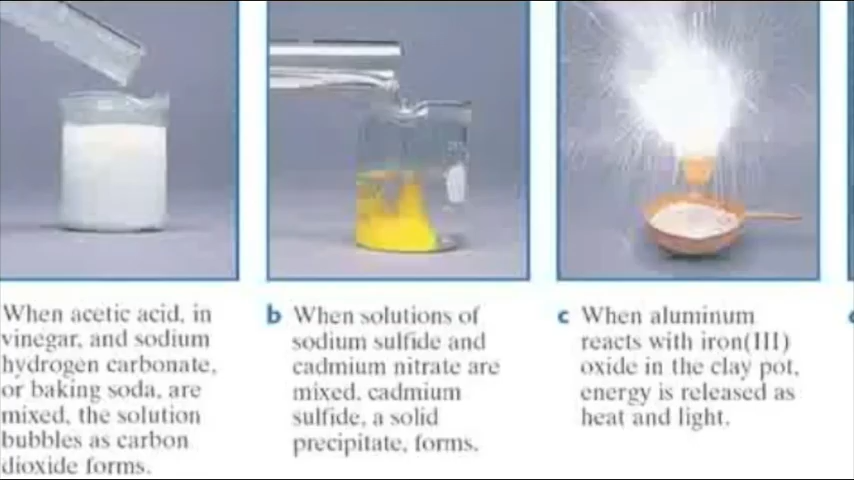 When acetic acid, in
vinegar, and sodium
hydrogen carbonate,
or baking soda, are
mixed, the solution
bubbles as carbon
dioxide forms.
b When solutions of
sodium sulfide and
cadmium nitrate are
mixed, cadmium
sulfide, a solid
precipitate, forms.
c When aluminum
reacts with iron(III)
oxide in the clay pot,
energy is released as
heat and light.